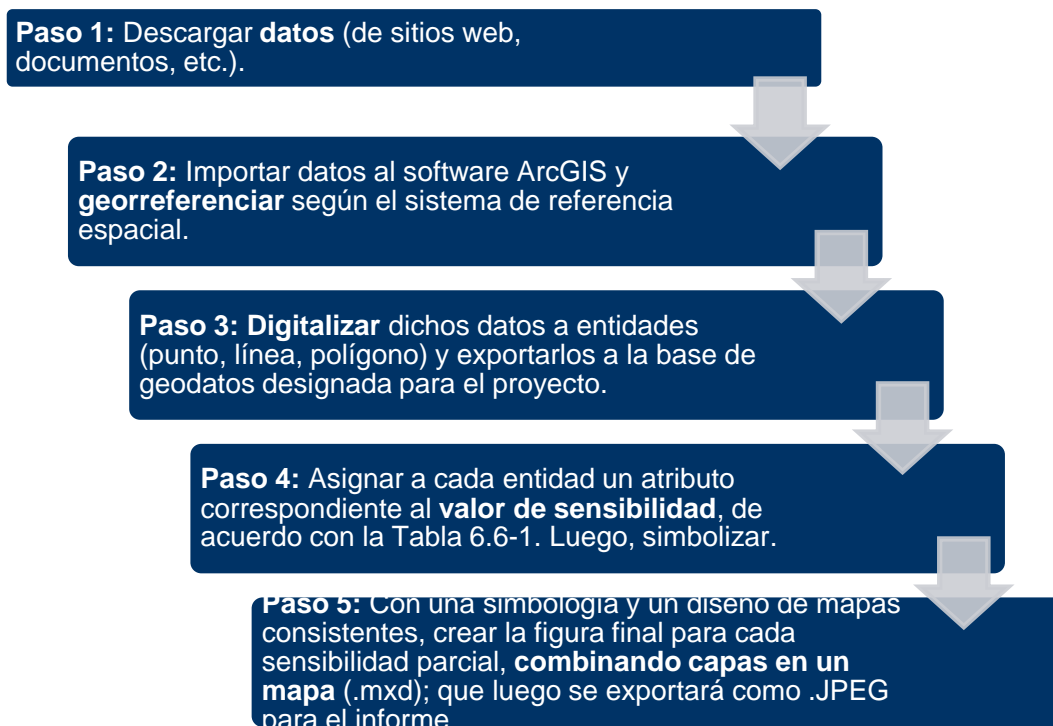 Paso 1: Descargar datos (de sitios web,
documentos, etc.).
Paso 2: Importar datos al software ArcGIS y
georreferenciar según el sistema de referencia
espacial.
Paso 3: Digitalizar dichos datos a entidades
(punto, línea, polígono) y exportarlos a la base de
geodatos designada para el proyecto.
Paso 4: Asignar a cada entidad un atributo
correspondiente al valor de sensibilidad, de
acuerdo con la Tabla 6.6-1. Luego, simbolizar.
Paso 5: Con una simbología y un diseño de mapas
consistentes, crear la figura final para cada
sensibilidad parcial, combinando capas en un
mapa (.mxd); que luego se exportará como .JPEG
para el informe